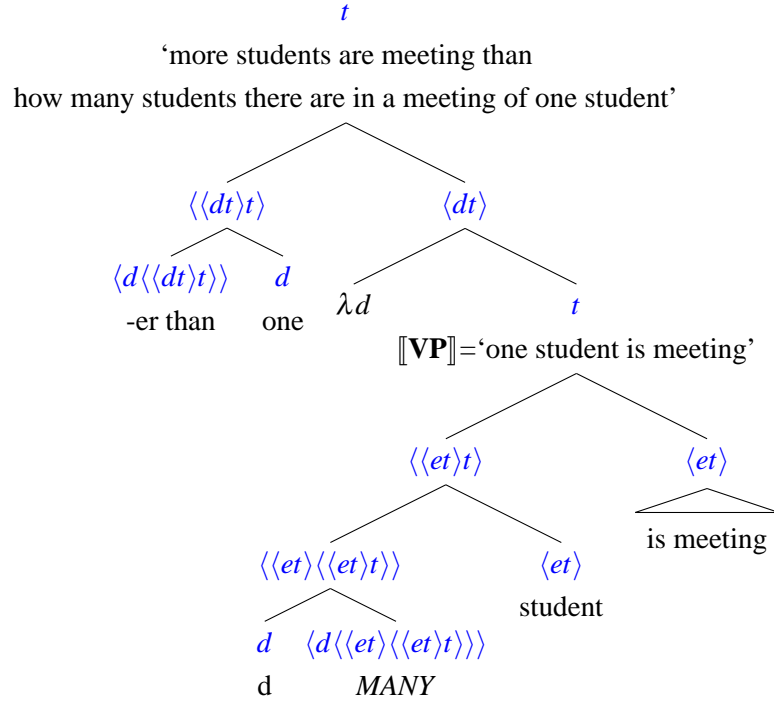 t
‘more students are meeting than
how many students there are in a meeting of one student’
⟨⟨dt⟩t⟩ ⟨dt⟩
⟨d⟨⟨dt⟩t⟩⟩ d λd t
-er than one
⟦VP⟧=‘one student is meeting’
⟨⟨et⟩t⟩ ⟨et⟩
is meeting
⟨⟨et⟩⟨⟨et⟩t⟩⟩ ⟨et⟩
student
d ⟨d⟨⟨et⟩⟨⟨et⟩t⟩⟩⟩
d MANY